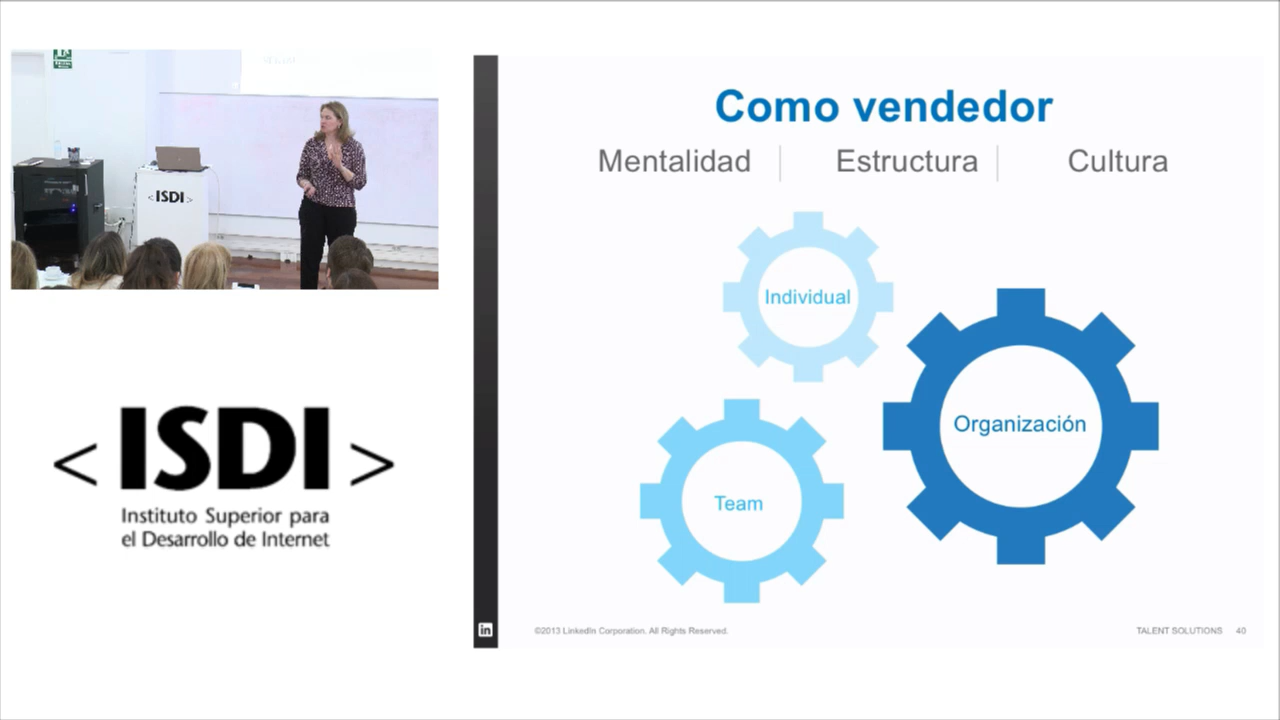 <ISDI>
<ISDI>
Instituto Superior para
el Desarrollo de Internet
Como vendedor
Mentalidad
Estructura
Cultura
Individual
Organización
Team
in
©2013 LinkedIn Corporation. All Rights Reserved.
TALENT SOLUTIONS 40